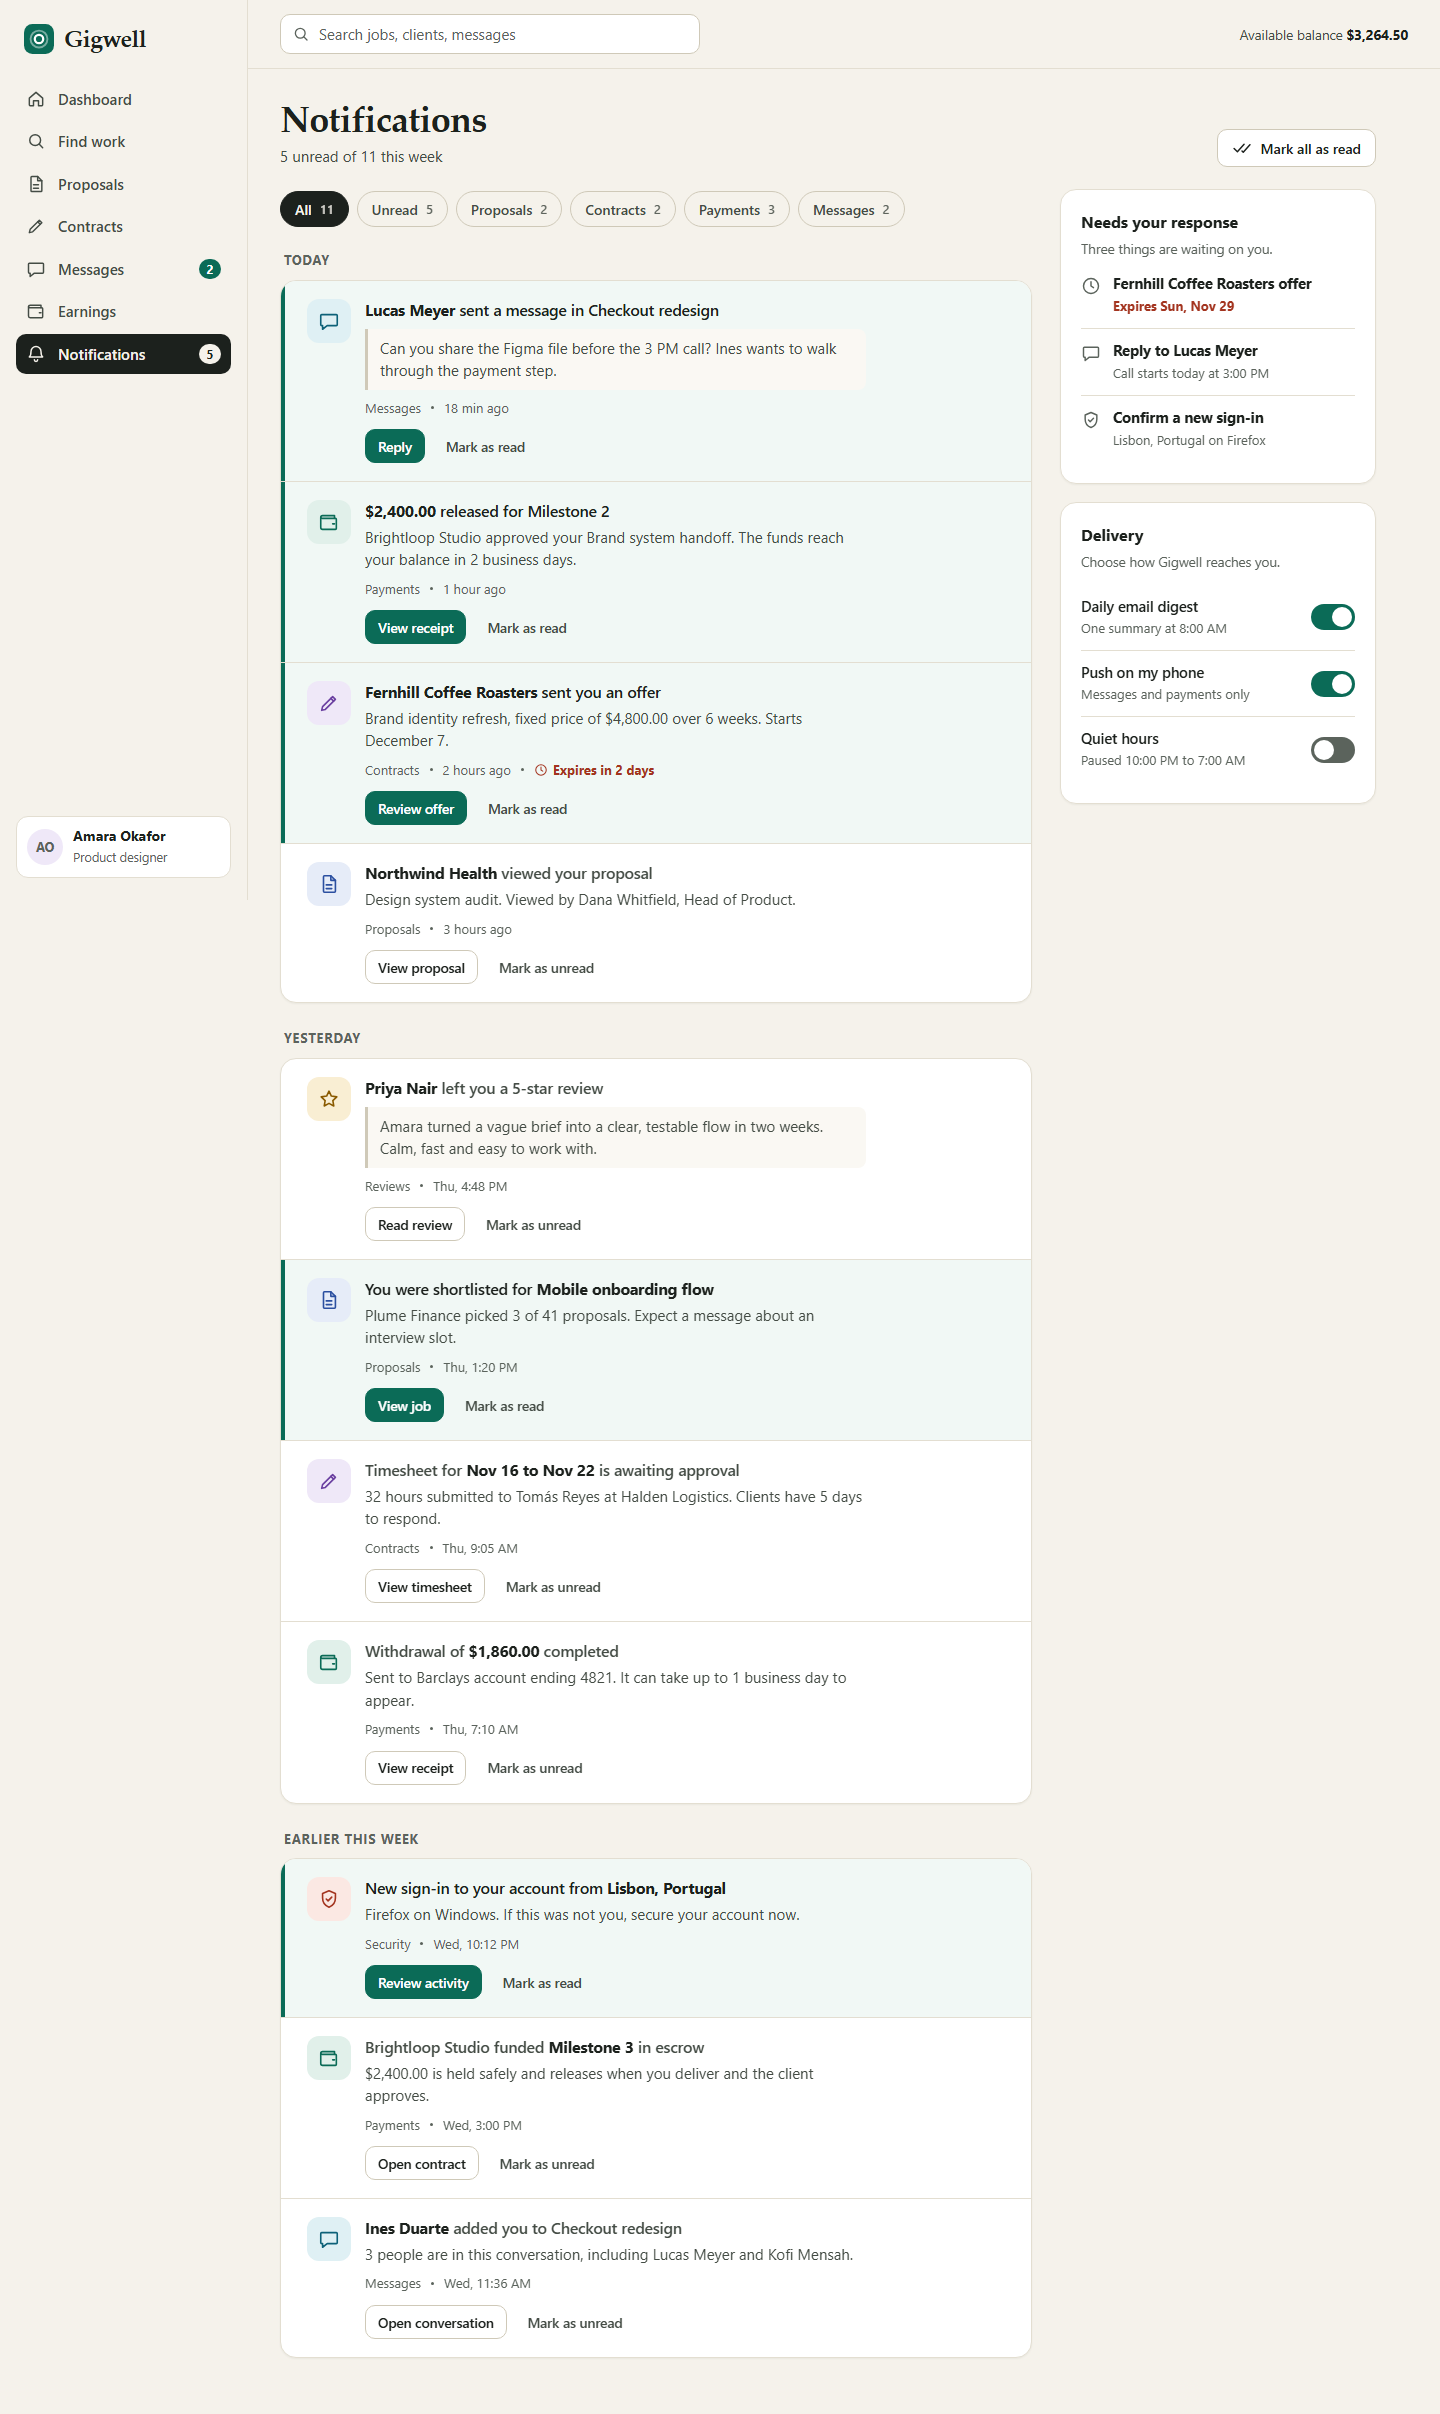 Gigwell
Dashboard
Find work
Proposals
Contracts
Messages 2
Earnings
Notifications 5
AO
Amara Okafor
Product designer
Search jobs, clients, messages
Available balance $3,264.50
Notifications
5 unread of 11 this week
Mark all as read
All 11
Unread 5
Proposals 2
Contracts 2
Payments 3
Messages 2
TODAY
Lucas Meyer sent a message in Checkout redesign
Can you share the Figma file before the 3 PM call? Ines wants to walk
through the payment step.
Messages • 18 min ago
Reply
Mark as read
$2,400.00 released for Milestone 2
Brightloop Studio approved your Brand system handoff. The funds reach
your balance in 2 business days.
Payments • 1 hour ago
View receipt
Mark as read
Fernhill Coffee Roasters sent you an offer
Brand identity refresh, fixed price of $4,800.00 over 6 weeks. Starts
December 7.
Contracts • 2 hours ago • Expires in 2 days
Review offer
Mark as read
Northwind Health viewed your proposal
Design system audit. Viewed by Dana Whitfield, Head of Product.
Proposals • 3 hours ago
View proposal
Mark as unread
YESTERDAY
Priya Nair left you a 5-star review
Amara turned a vague brief into a clear, testable flow in two weeks.
Calm, fast and easy to work with.
Reviews • Thu, 4:48 PM
Read review
Mark as unread
You were shortlisted for Mobile onboarding flow
Plume Finance picked 3 of 41 proposals. Expect a message about an
interview slot.
Proposals • Thu, 1:20 PM
View job
Mark as read
Timesheet for Nov 16 to Nov 22 is awaiting approval
32 hours submitted to Tomás Reyes at Halden Logistics. Clients have 5 days
to respond.
Contracts • Thu, 9:05 AM
View timesheet
Mark as unread
Withdrawal of $1,860.00 completed
Sent to Barclays account ending 4821. It can take up to 1 business day to
appear.
Payments • Thu, 7:10 AM
View receipt
Mark as unread
EARLIER THIS WEEK
New sign-in to your account from Lisbon, Portugal
Firefox on Windows. If this was not you, secure your account now.
Security • Wed, 10:12 PM
Review activity
Mark as read
Brightloop Studio funded Milestone 3 in escrow
$2,400.00 is held safely and releases when you deliver and the client
approves.
Payments • Wed, 3:00 PM
Open contract
Mark as unread
Ines Duarte added you to Checkout redesign
3 people are in this conversation, including Lucas Meyer and Kofi Mensah.
Messages • Wed, 11:36 AM
Open conversation
Mark as unread
Needs your response
Three things are waiting on you.
Fernhill Coffee Roasters offer
Expires Sun, Nov 29
Reply to Lucas Meyer
Call starts today at 3:00 PM
Confirm a new sign-in
Lisbon, Portugal on Firefox
Delivery
Choose how Gigwell reaches you.
Daily email digest
One summary at 8:00 AM
Push on my phone
Messages and payments only
Quiet hours
Paused 10:00 PM to 7:00 AM